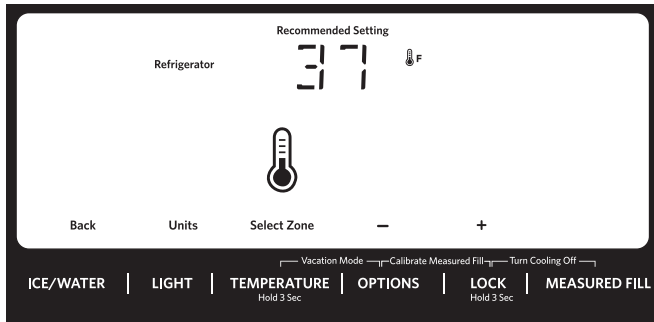 Recommended Setting
Refrigerator 37 F
Back Units Select Zone – +
Vacation Mode Calibrate Measured Fill Turn Cooling Off
ICE/WATER LIGHT TEMPERATURE OPTIONS LOCK MEASURED FILL
Hold 3 Sec Hold 3 Sec